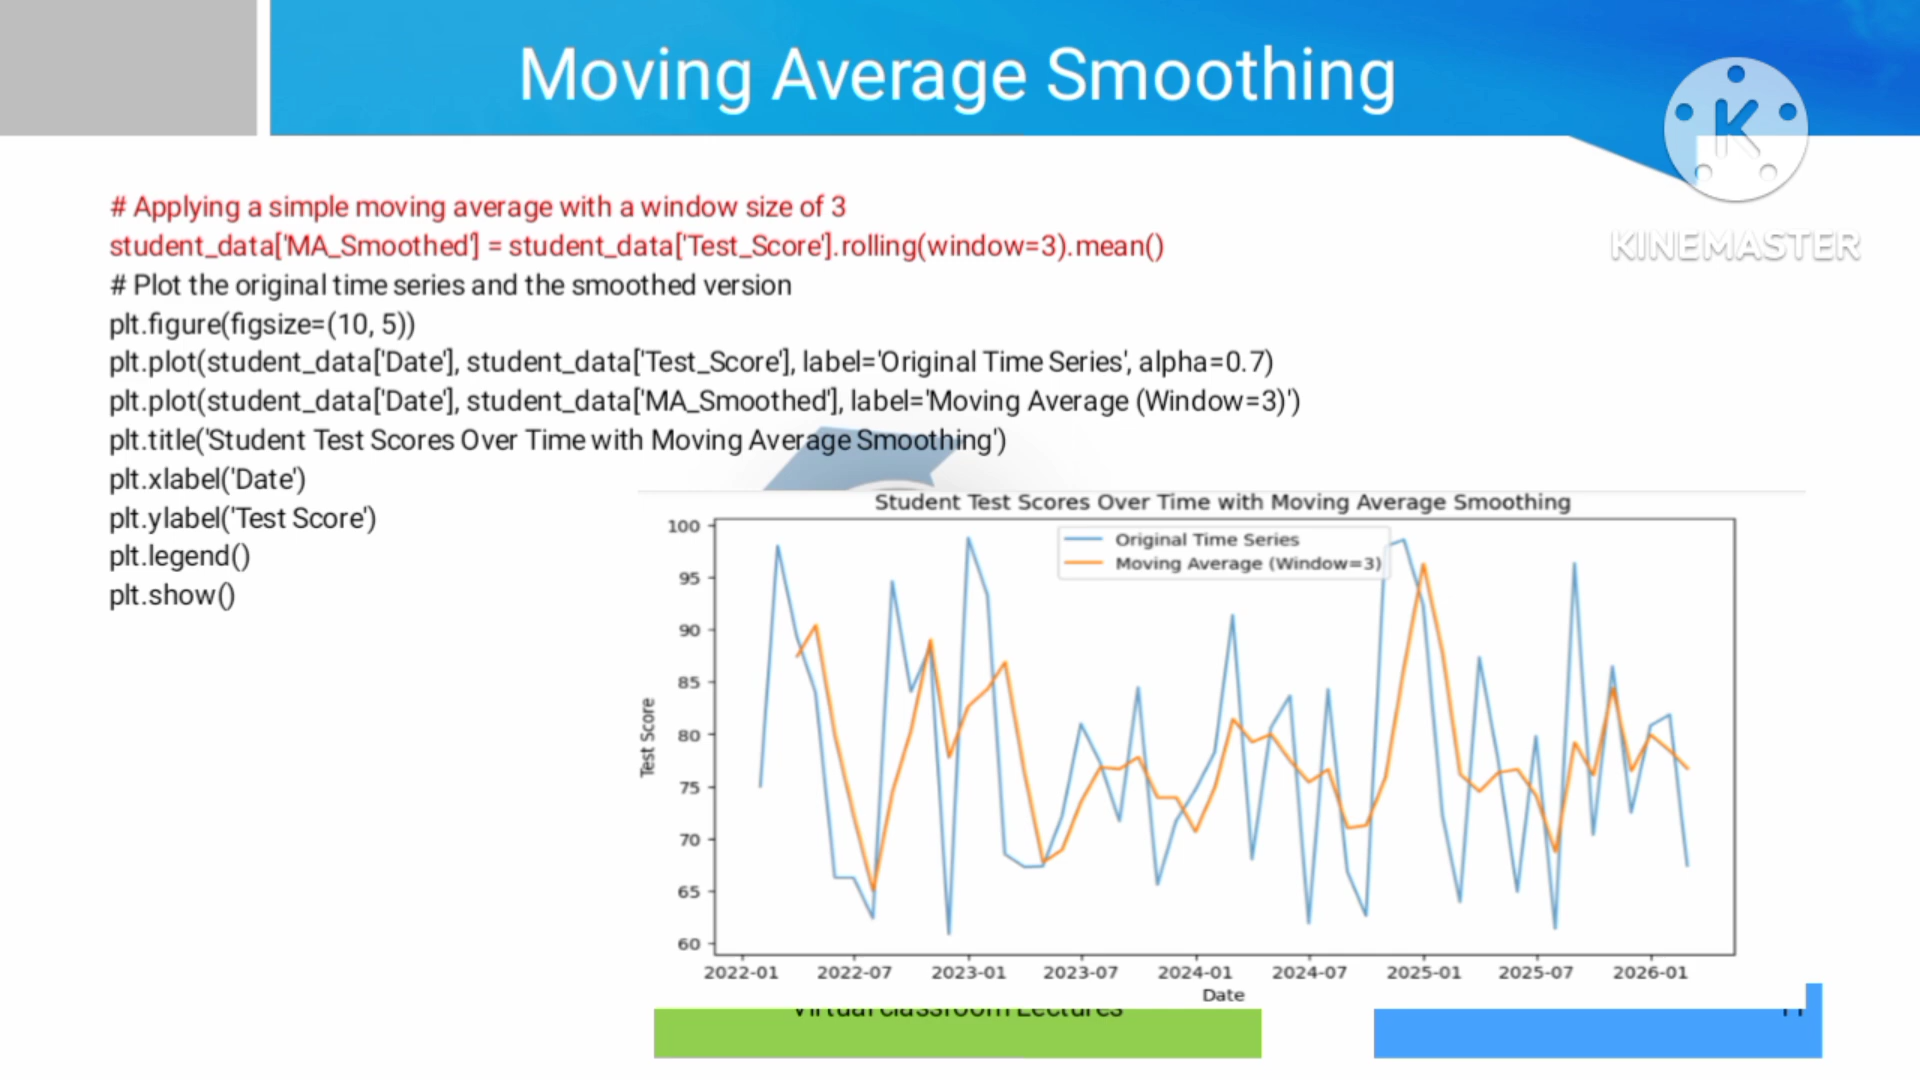 Moving Average Smoothing
K
KINEMASTER
# Applying a simple moving average with a window size of 3
student_data['MA_Smoothed'] = student_data['Test_Score'].rolling(window=3).mean()
# Plot the original time series and the smoothed version
plt.figure(figsize=(10, 5))
plt.plot(student_data['Date'], student_data['Test_Score'], label='Original Time Series', alpha=0.7)
plt.plot(student_data['Date'], student_data['MA_Smoothed'], label='Moving Average (Window=3)')
plt.title('Student Test Scores Over Time with Moving Average Smoothing')
plt.xlabel('Date')
plt.ylabel('Test Score')
plt.legend()
plt.show()
Student Test Scores Over Time with Moving Average Smoothing
Original Time Series
Moving Average (Window=3)
Test Score
100
95
90
85
80
75
70
65
60
2022-01 2022-07 2023-01 2023-07 2024-01 2024-07 2025-01 2025-07 2026-01
Date
Virtual classroom Lectures